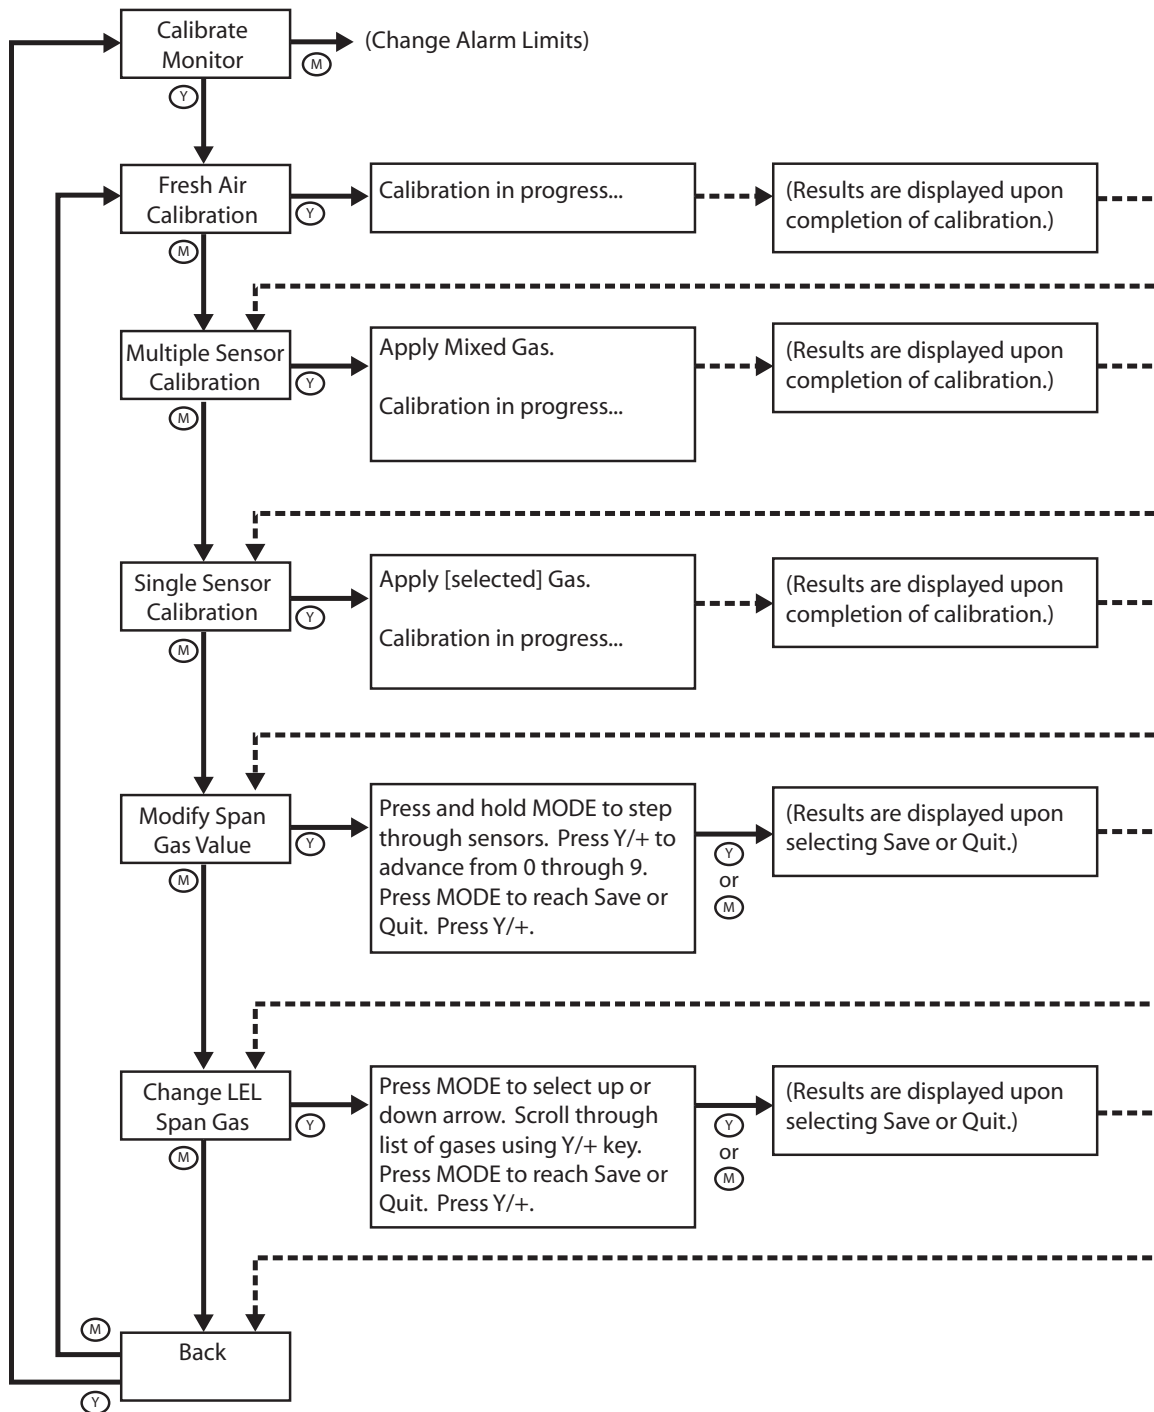 Calibrate
Monitor
(Change Alarm Limits)
M
Y
Fresh Air
Calibration
Y
Calibration in progress...
(Results are displayed upon
completion of calibration.)
M
Multiple Sensor
Calibration
Y
Apply Mixed Gas.
Calibration in progress...
(Results are displayed upon
completion of calibration.)
M
Single Sensor
Calibration
Y
Apply [selected] Gas.
Calibration in progress...
(Results are displayed upon
completion of calibration.)
M
Modify Span
Gas Value
Y
Press and hold MODE to step
through sensors. Press Y/+ to
advance from 0 through 9.
Press MODE to reach Save or
Quit. Press Y/+.
Y
or
M
(Results are displayed upon
selecting Save or Quit.)
M
Change LEL
Span Gas
Y
Press MODE to select up or
down arrow. Scroll through
list of gases using Y/+ key.
Press MODE to reach Save or
Quit. Press Y/+.
Y
or
M
(Results are displayed upon
selecting Save or Quit.)
M
M
Back
Y